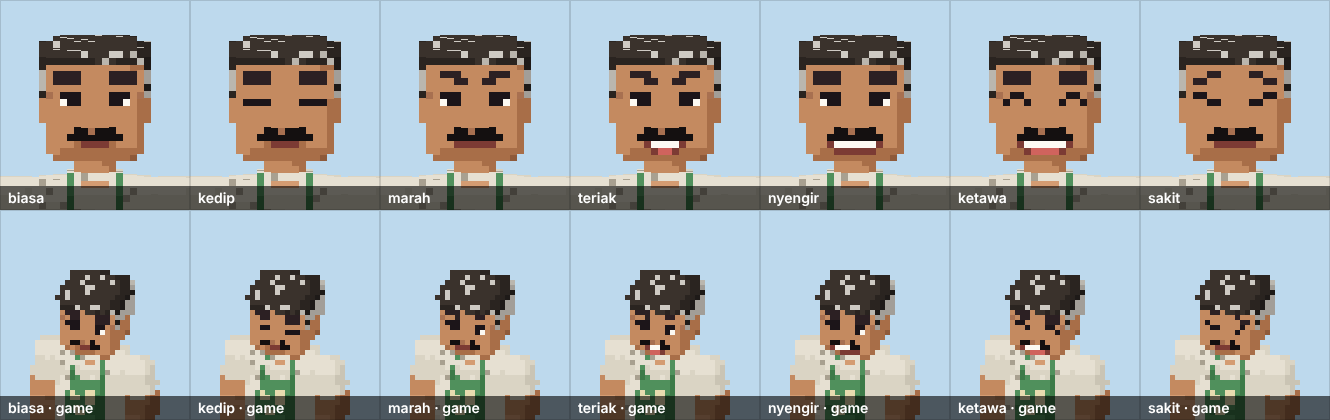 biasa
kedip
marah
teriak
nyengir
ketawa
sakit
biasa · game
kedip · game
marah · game
teriak · game
nyengir · game
ketawa · game
sakit · game